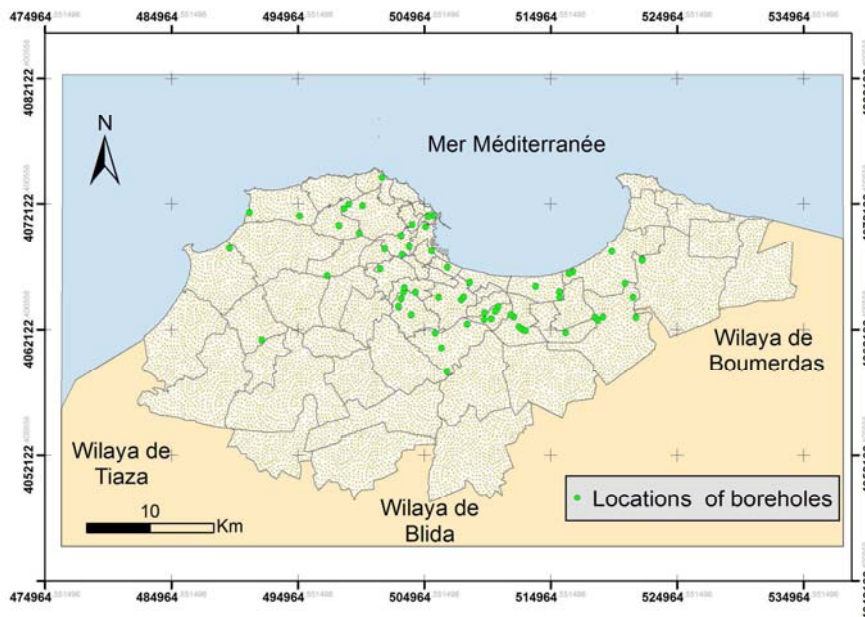 474964 484964 494964 504964 514964 524964 534964
4082122
N
Mer Méditerranée
4072122
4062122
Wilaya de
Boumerdas
4052122
Wilaya de
Tiaza
Locations of boreholes
Wilaya de
Blida
10
Km
474964 484964 494964 504964 514964 524964 534964